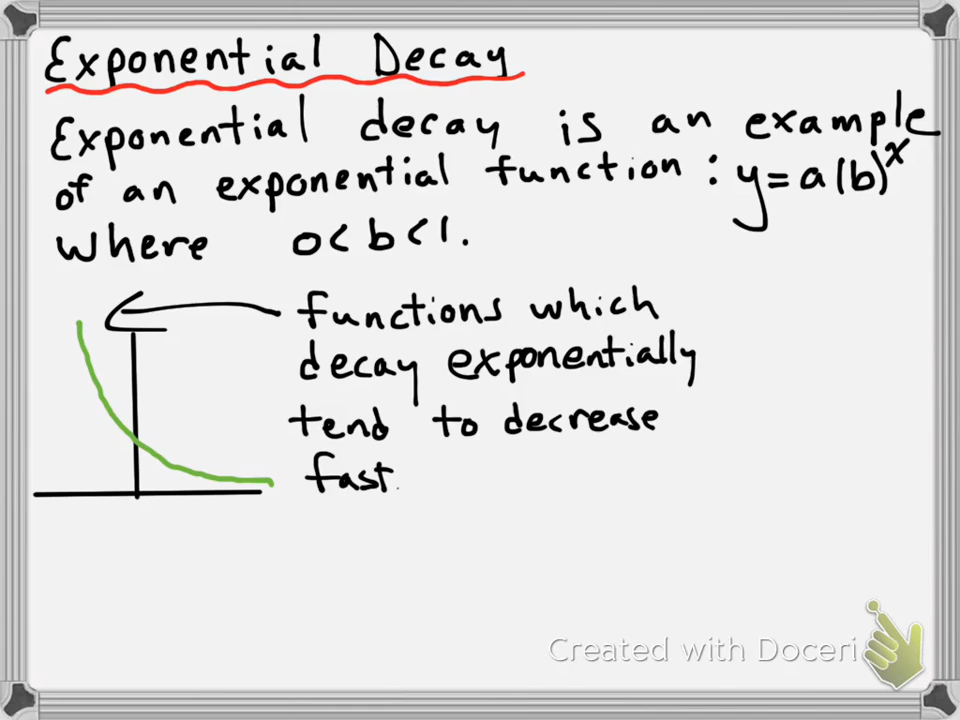 Exponential Decay
Exponential decay is an example
of an exponential function: y = a(b)^x
where 0 < b < 1.
functions which
decay exponentially
tend to decrease
fast.
Created with Doceri